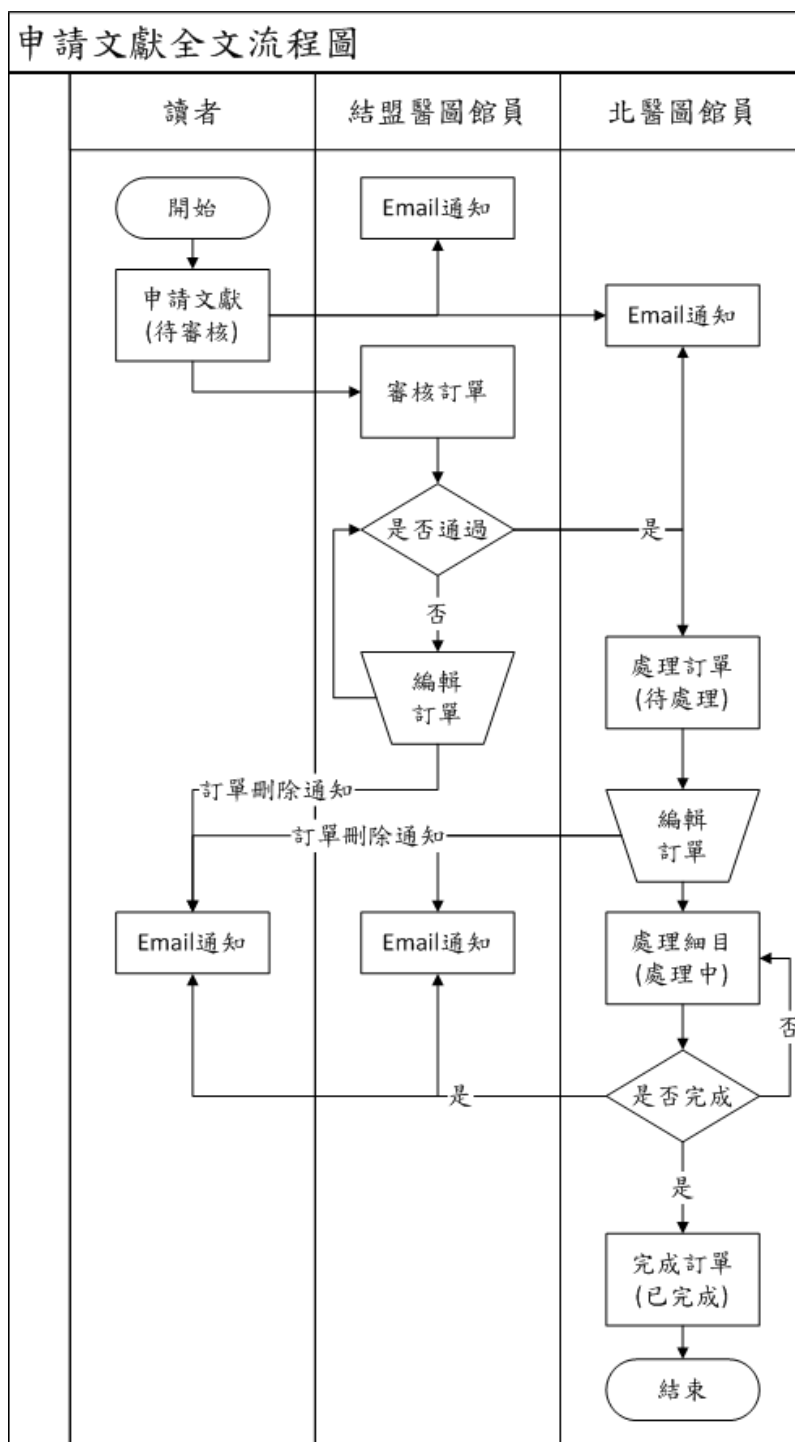 申請文獻全文流程圖
讀者
結盟醫圖館員
北醫圖館員
開始
Email通知
申請文獻
(待審核)
Email通知
審核訂單
是否通過
是
否
編輯
訂單
處理訂單
(待處理)
訂單刪除通知
編輯
訂單
訂單刪除通知
Email通知
Email通知
處理細目
(處理中)
否
是否完成
是
是
完成訂單
(已完成)
結束